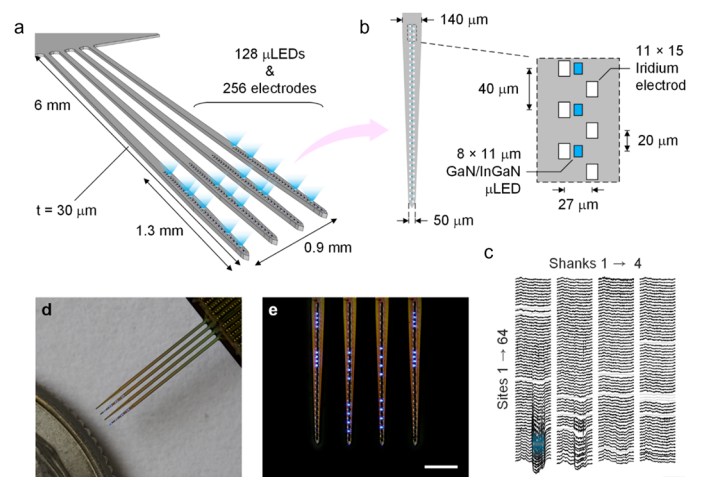 a
128 μLEDs
&
256 electrodes
6 mm
t = 30 μm
1.3 mm
0.9 mm
b
140 μm
50 μm
11 × 15
Iridium
electrod
40 μm
20 μm
8 × 11 μm
GaN/InGaN
μLED
27 μm
c
Shanks 1 → 4
Sites 1 → 64
d
e